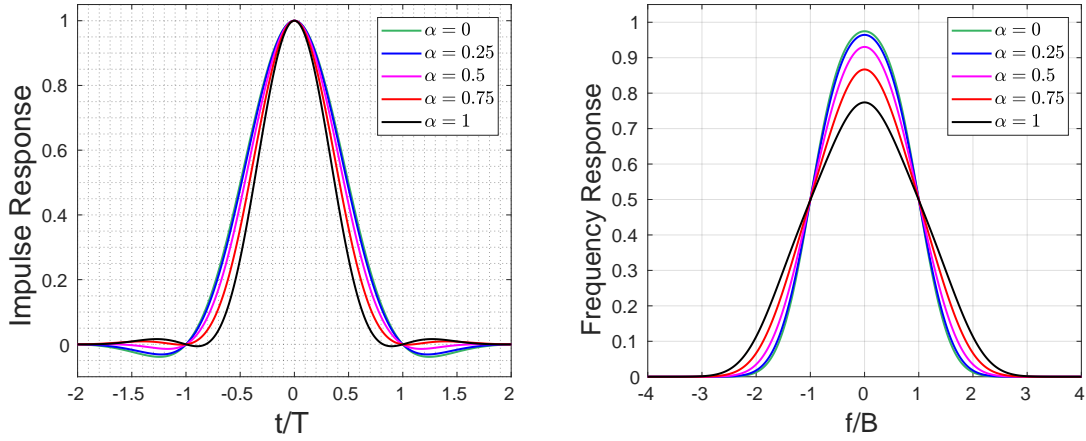 Impulse Response
1
0.8
0.6
0.4
0.2
0
-2
-1.5
-1
-0.5
0
0.5
1
1.5
2
t/T
α = 0
α = 0.25
α = 0.5
α = 0.75
α = 1
Frequency Response
1
0.9
0.8
0.7
0.6
0.5
0.4
0.3
0.2
0.1
0
-4
-3
-2
-1
0
1
2
3
4
f/B
α = 0
α = 0.25
α = 0.5
α = 0.75
α = 1